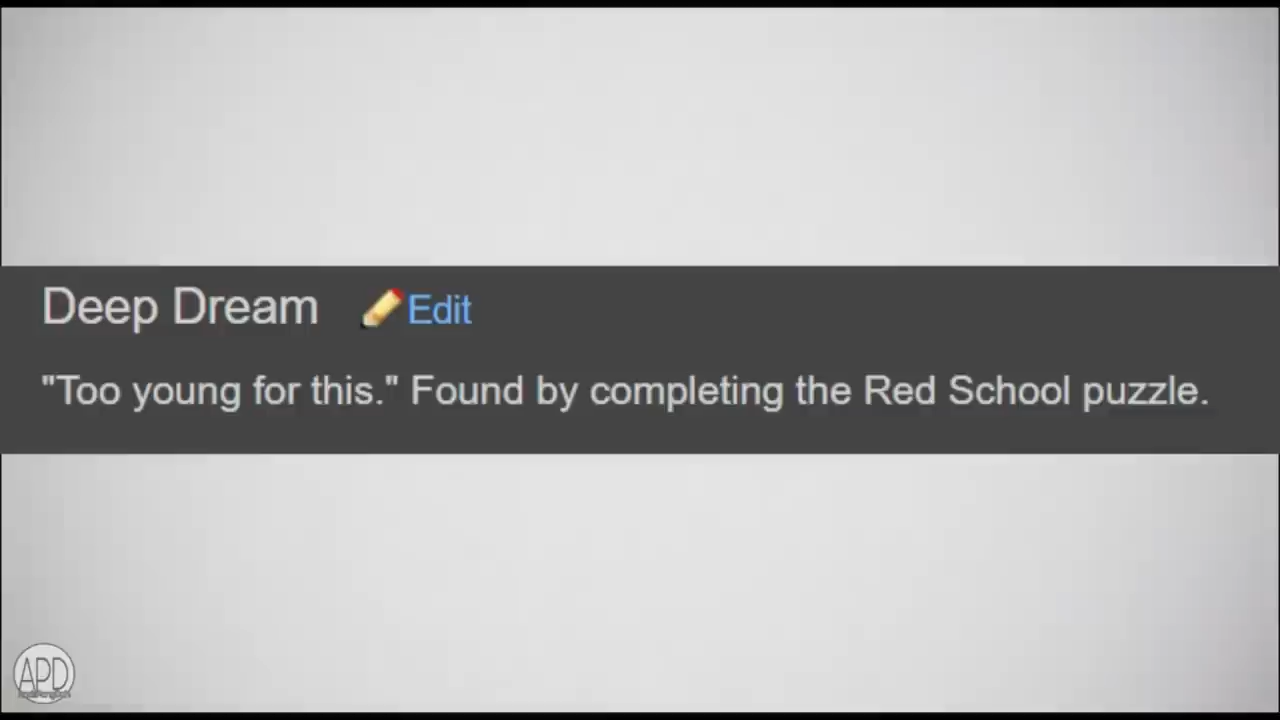 Deep Dream Edit
"Too young for this." Found by completing the Red School puzzle.
APD